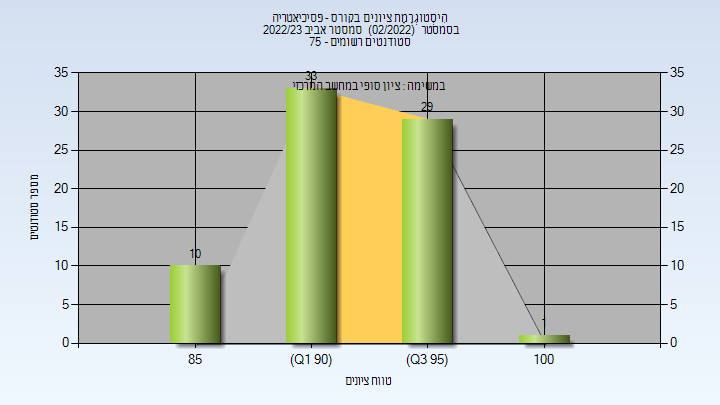 היסטוגרמת ציונים בקורס - פסיכיאטריה
בסמסטר (02/2022) סמסטר אביב 2022/23
סטודנטים רשומים - 75
במשימה : ציון סופי במחשב המרכזי
35
30
25
20
15
10
5
0
35
30
25
20
15
10
5
0
מספר סטודנטים
10
33
29
1
85
(Q1 90)
(Q3 95)
100
טווח ציונים